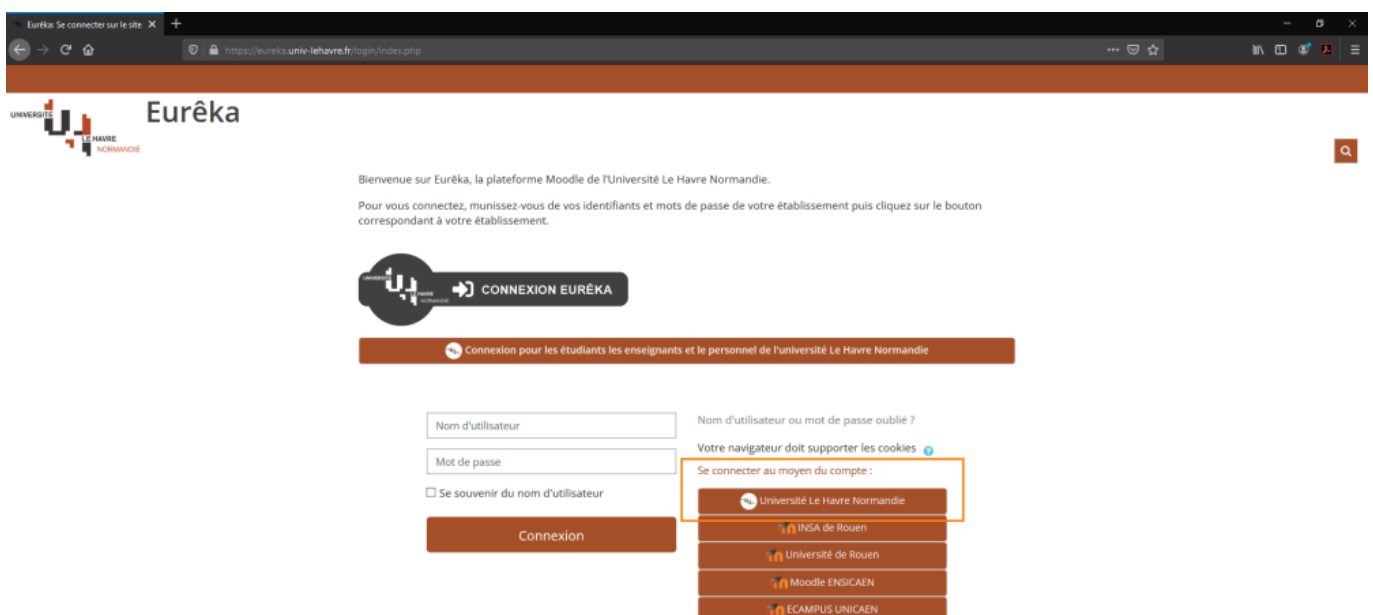 Eurêka: Se connecter sur le site
https://eureka.univ-lehavre.fr/login/index.php
UNIVERSITÉ
LE HAVRE
NORMANDIE
Eurêka
Bienvenue sur Eurêka, la plateforme Moodle de l'Université Le Havre Normandie.
Pour vous connectez, munissez-vous de vos identifiants et mots de passe de votre établissement puis cliquez sur le bouton
correspondant à votre établissement.
UNIVERSITÉ
LE HAVRE
NORMANDIE
CONNEXION EURÊKA
Connexion pour les étudiants les enseignants et le personnel de l'université Le Havre Normandie
Nom d'utilisateur
Mot de passe
Se souvenir du nom d'utilisateur
Connexion
Nom d'utilisateur ou mot de passe oublié ?
Votre navigateur doit supporter les cookies
Se connecter au moyen du compte :
Université Le Havre Normandie
INSA de Rouen
Université de Rouen
Moodle ENSICAEN
ECAMPUS UNICAEN